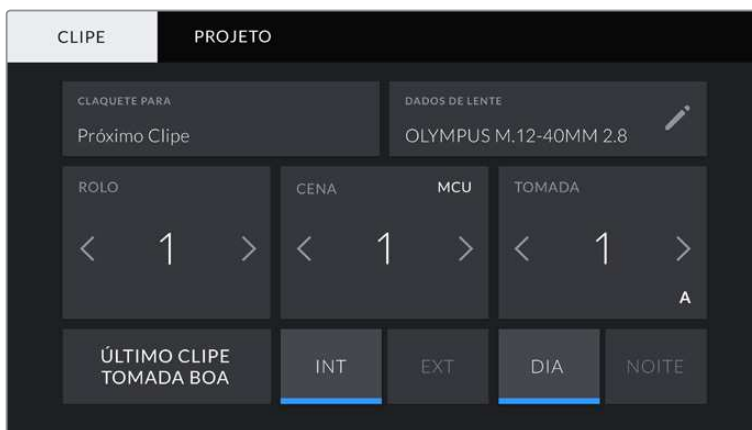 CLIPE PROJETO
CLAQUETE PARA DADOS DE LENTE
Próximo Clipe OLYMPUS M.12-40MM 2.8
ROLO CENA MCU TOMADA
1 1 1
A
ÚLTIMO CLIPE
TOMADA BOA
INT EXT DIA NOITE